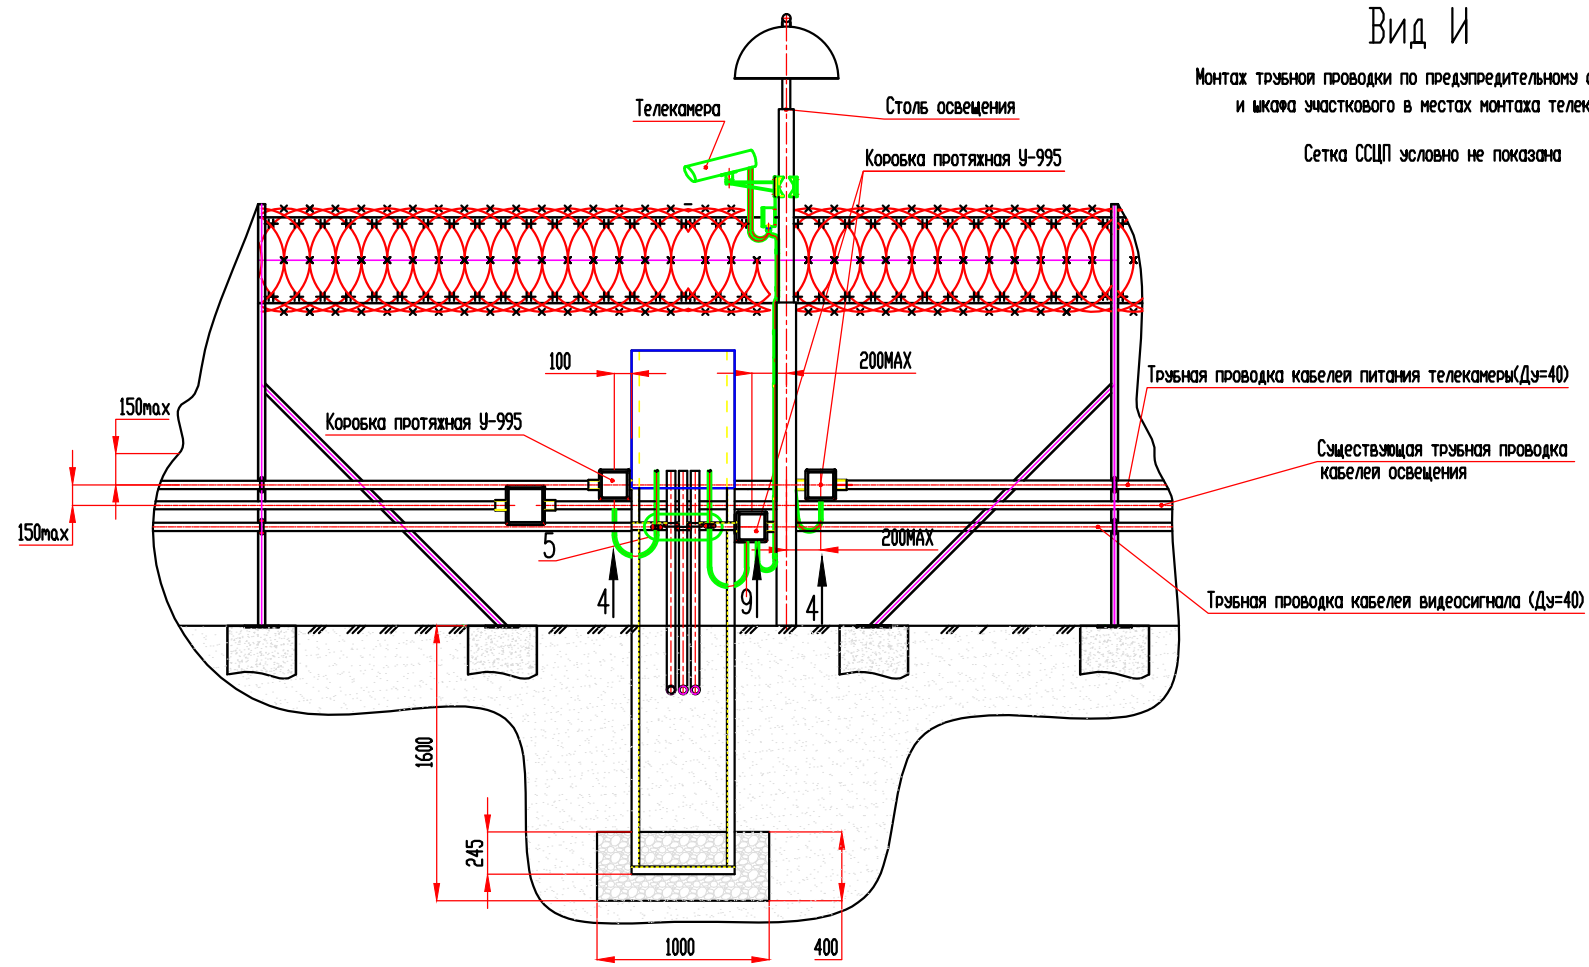 Вид И
Монтаж трубной проводки по предупредительному
и шкафа участкового в местах монтажа
Сетка ССЦП условно не показана
Телекамера
Столб освещения
Коробка протяжная У-995
100
200MAX
Трубная проводка кабелей питания телекамеры(Ду=40)
150max
Коробка протяжная У-995
Существующая трубная проводка
кабелей освещения
150max
5
200MAX
4
9
4
Трубная проводка кабелей видеосигнала (Ду=40)
1600
245
1000
400